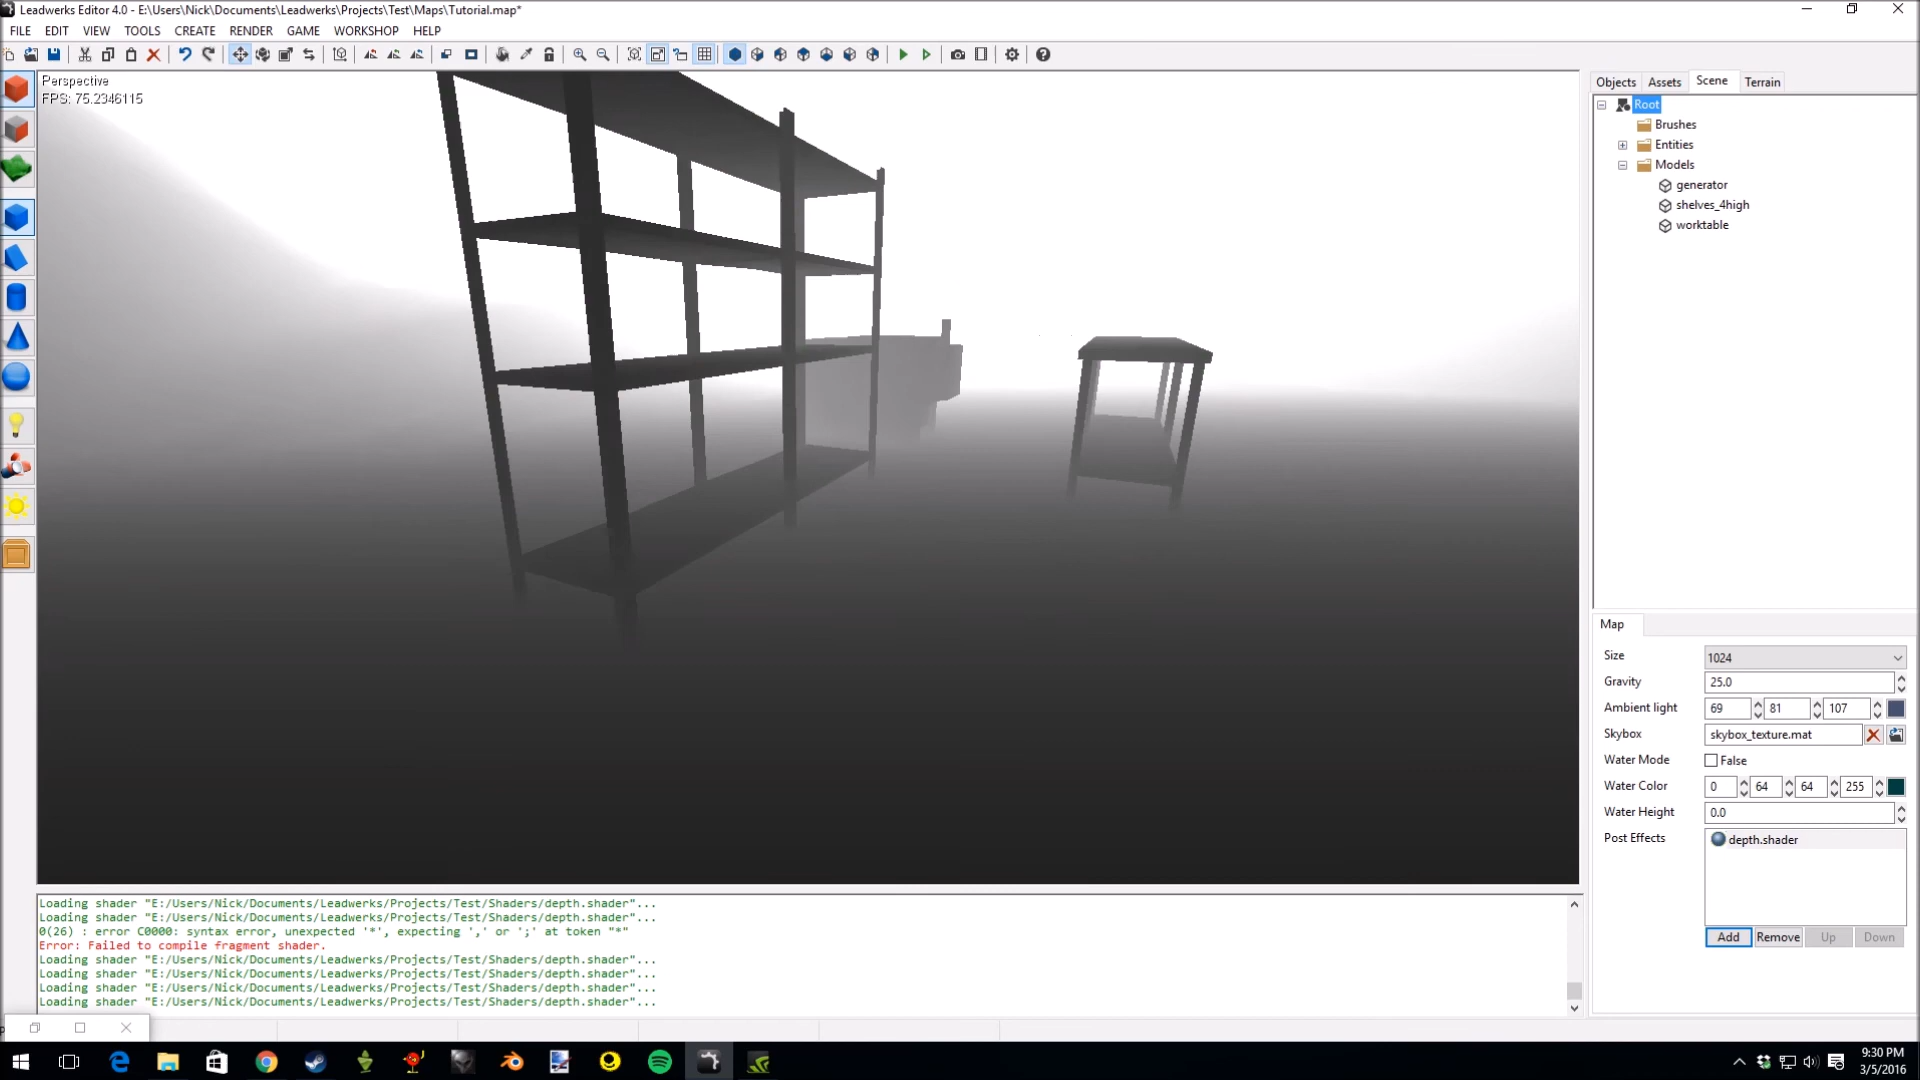 Leadwerks Editor 4.0 - E:\Users\Nick\Documents\Leadwerks\Projects\Test\Maps\Tutorial.map*
FILE EDIT VIEW TOOLS CREATE RENDER GAME WORKSHOP HELP
Perspective
FPS: 75.2346115
Objects Assets Scene Terrain
Root
Brushes
Entities
Models
generator
shelves_4high
worktable
Map
Size 1024
Gravity 25.0
Ambient light 69 81 107
Skybox skybox_texture.mat
Water Mode False
Water Color 0 64 64 255
Water Height 0.0
Post Effects depth.shader
Add Remove Up Down
Loading shader "E:/Users/Nick/Documents/Leadwerks/Projects/Test/Shaders/depth.shader"...
Loading shader "E:/Users/Nick/Documents/Leadwerks/Projects/Test/Shaders/depth.shader"...
0(26) : error C0000: syntax error, unexpected '*', expecting ',' or ';' at token "*"
Error: Failed to compile fragment shader.
Loading shader "E:/Users/Nick/Documents/Leadwerks/Projects/Test/Shaders/depth.shader"...
Loading shader "E:/Users/Nick/Documents/Leadwerks/Projects/Test/Shaders/depth.shader"...
Loading shader "E:/Users/Nick/Documents/Leadwerks/Projects/Test/Shaders/depth.shader"...
Loading shader "E:/Users/Nick/Documents/Leadwerks/Projects/Test/Shaders/depth.shader"...
9:30 PM
3/5/2016